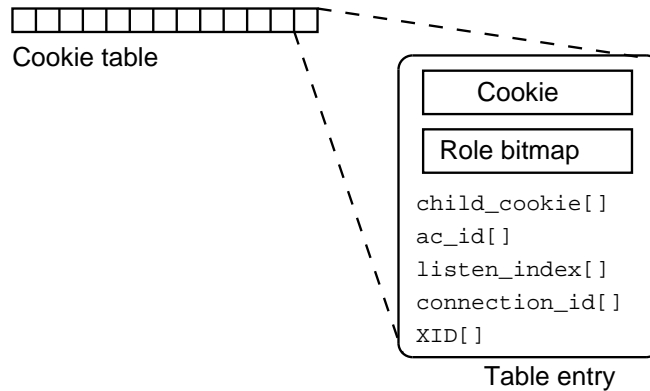 Cookie table
Cookie
Role bitmap
child_cookie[]
ac_id[]
listen_index[]
connection_id[]
XID[]
Table entry